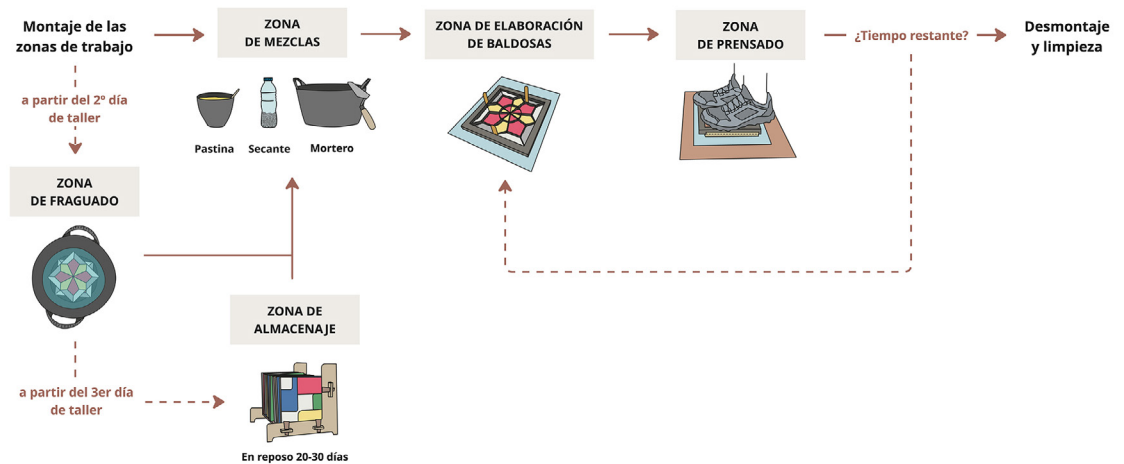 Montaje de las
zonas de trabajo
ZONA
DE MEZCLAS
ZONA DE ELABORACIÓN
DE BALDOSAS
ZONA
DE PRENSADO
¿Tiempo restante?
Desmontaje
y limpieza
a partir del 2º día
de taller
Pastina
Secante
Mortero
ZONA
DE FRAGUADO
ZONA DE
ALMACENAJE
a partir del 3er día
de taller
En reposo 20-30 días